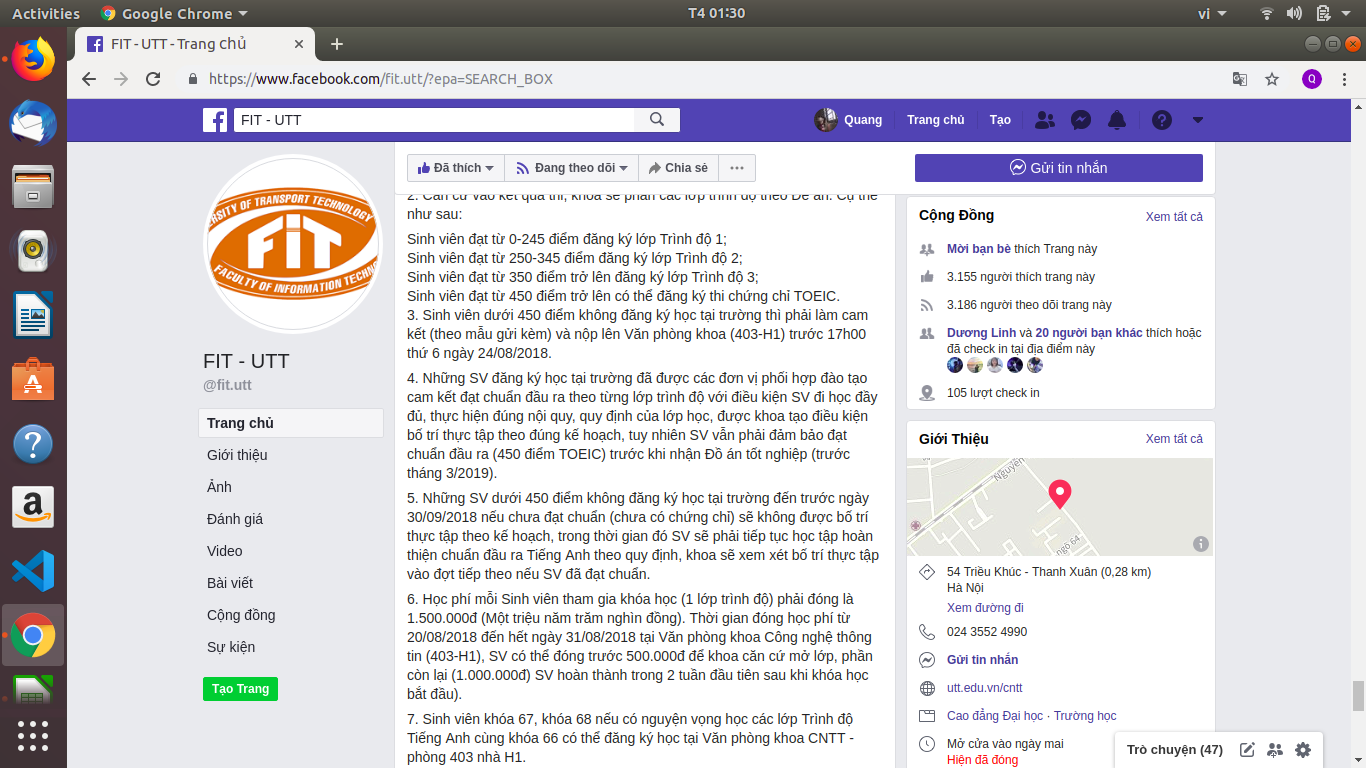 Activities
Google Chrome
T4 01:30
vi
FIT - UTT - Trang chủ
https://www.facebook.com/fit.utt/?epa=SEARCH_BOX
Q
FIT - UTT
Quang
Trang chủ
Tạo
UNIVERSITY OF TRANSPORT TECHNOLOGY
FiT
FACULTY OF INFORMATION TECHNO
FIT - UTT
@fit.utt
Trang chủ
Giới thiệu
Ảnh
Đánh giá
Video
Bài viết
Cộng đồng
Sự kiện
Tạo Trang
Đã thích
Đang theo dõi
Chia sẻ
Gửi tin nhắn
2. Căn cứ vào kết quả thi, khoa sẽ phân các lớp trình độ theo Đề án. Cụ thể
như sau:
Sinh viên đạt từ 0-245 điểm đăng ký lớp Trình độ 1;
Sinh viên đạt từ 250-345 điểm đăng ký lớp Trình độ 2;
Sinh viên đạt từ 350 điểm trở lên đăng ký lớp Trình độ 3;
Sinh viên đạt từ 450 điểm trở lên có thể đăng ký thi chứng chỉ TOEIC.
3. Sinh viên dưới 450 điểm không đăng ký học tại trường thì phải làm cam
kết (theo mẫu gửi kèm) và nộp lên Văn phòng khoa (403-H1) trước 17h00
thứ 6 ngày 24/08/2018.
4. Những SV đăng ký học tại trường đã được các đơn vị phối hợp đào tạo
cam kết đạt chuẩn đầu ra theo từng lớp trình độ với điều kiện SV đi học đầy
đủ, thực hiện đúng nội quy, quy định của lớp học, được khoa tạo điều kiện
bố trí thực tập theo đúng kế hoạch, tuy nhiên SV vẫn phải đảm bảo đạt
chuẩn đầu ra (450 điểm TOEIC) trước khi nhận Đồ án tốt nghiệp (trước
tháng 3/2019).
5. Những SV dưới 450 điểm không đăng ký học tại trường đến trước ngày
30/09/2018 nếu chưa đạt chuẩn (chưa có chứng chỉ) sẽ không được bố trí
thực tập theo kế hoạch, trong thời gian đó SV sẽ phải tiếp tục học tập hoàn
thiện chuẩn đầu ra Tiếng Anh theo quy định, khoa sẽ xem xét bố trí thực tập
vào đợt tiếp theo nếu SV đã đạt chuẩn.
6. Học phí mỗi Sinh viên tham gia khóa học (1 lớp trình độ) phải đóng là
1.500.000đ (Một triệu năm trăm nghìn đồng). Thời gian đóng học phí từ
20/08/2018 đến hết ngày 31/08/2018 tại Văn phòng khoa Công nghệ thông
tin (403-H1), SV có thể đóng trước 500.000đ để khoa căn cứ mở lớp, phần
còn lại (1.000.000đ) SV hoàn thành trong 2 tuần đầu tiên sau khi khóa học
bắt đầu).
7. Sinh viên khóa 67, khóa 68 nếu có nguyện vọng học các lớp Trình độ
Tiếng Anh cùng khóa 66 có thể đăng ký học tại Văn phòng khoa CNTT -
phòng 403 nhà H1.
Cộng Đồng
Xem tất cả
Mời bạn bè thích Trang này
3.155 người thích trang này
3.186 người theo dõi trang này
Dương Linh và 20 người bạn khác thích hoặc
đã check in tại địa điểm này
105 lượt check in
Giới Thiệu
Xem tất cả
Nguyễn
ngõ 64
54 Triều Khúc - Thanh Xuân (0,28 km)
Hà Nội
Xem đường đi
024 3552 4990
Gửi tin nhắn
utt.edu.vn/cntt
Cao đẳng Đại học · Trường học
Mở cửa vào ngày mai
Hiện đã đóng
Trò chuyện (47)